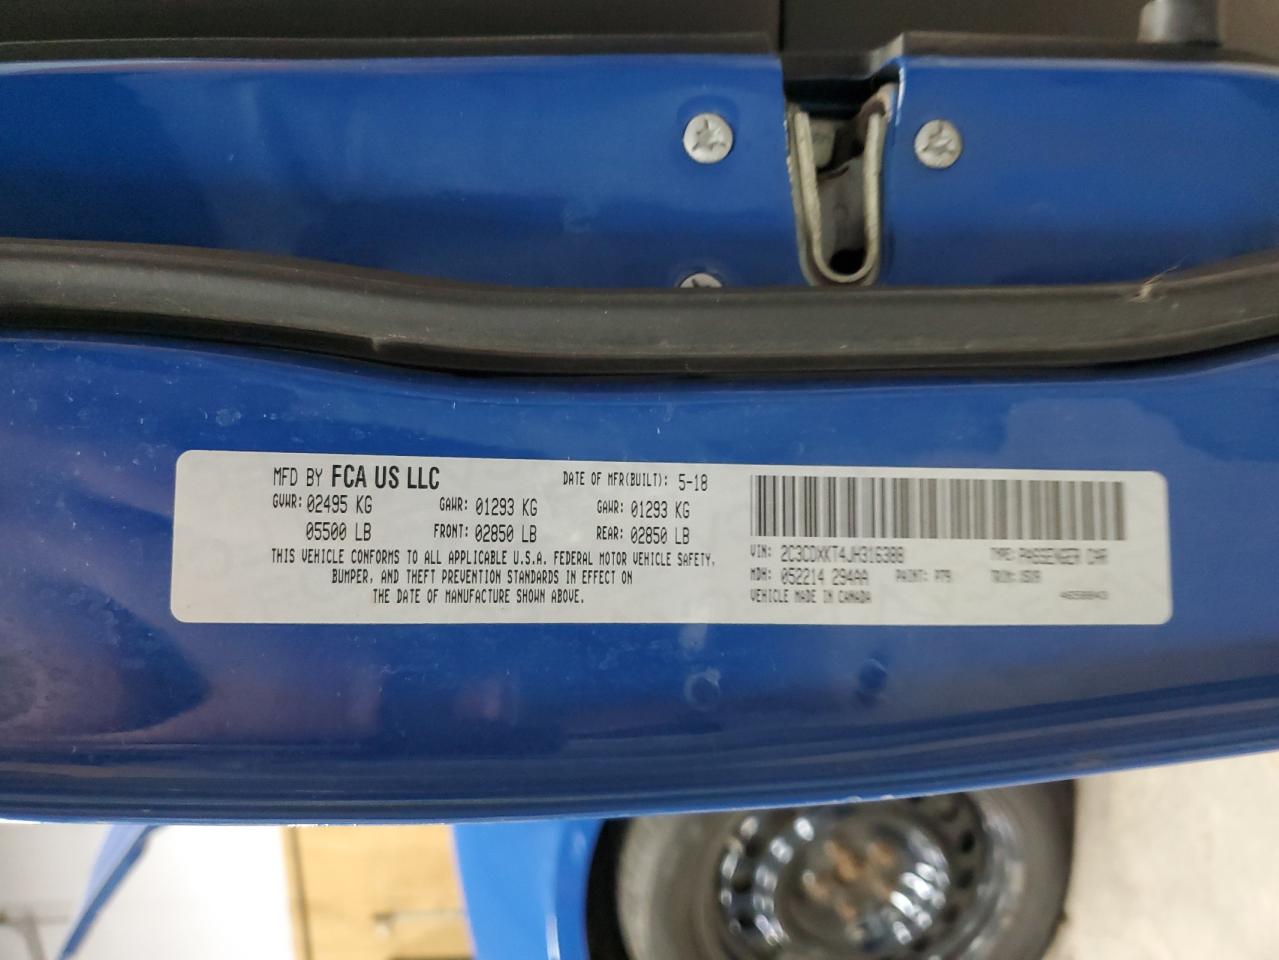 MFD BY FCA US LLC DATE OF MFR(BUILT): 5-18
GVWR: 02495 KG GAWR: 01293 KG GAWR: 01293 KG
05500 LB FRONT: 02850 LB REAR: 02850 LB
THIS VEHICLE CONFORMS TO ALL APPLICABLE U.S.A. FEDERAL MOTOR VEHICLE SAFETY,
BUMPER, AND THEFT PREVENTION STANDARDS IN EFFECT ON
THE DATE OF MANUFACTURE SHOWN ABOVE.
VIN: 2C3CDXKT4JH316388 TYPE: PASSENGER CAR
MDH: 052214 294AA PAINT: TRIM:
VEHICLE MADE IN CANADA